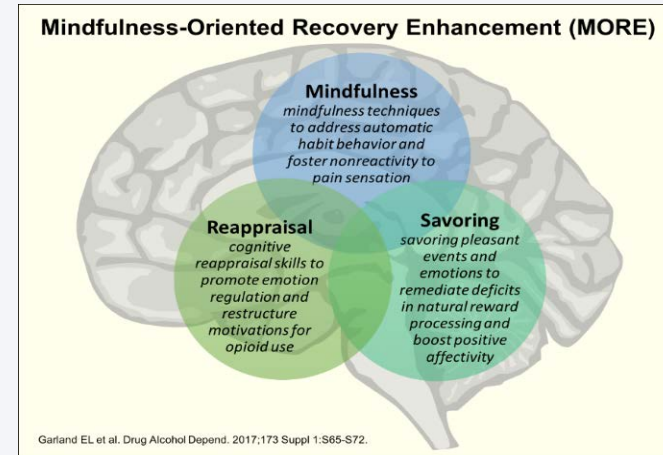 Mindfulness-Oriented Recovery Enhancement (MORE)
Mindfulness
mindfulness techniques
to address automatic
habit behavior and
foster nonreactivity to
pain sensation
Reappraisal
cognitive
reappraisal skills to
promote emotion
regulation and
restructure
motivations for
opioid use
Savoring
savoring pleasant
events and
emotions to
remediate deficits
in natural reward
processing and
boost positive
affectivity
Garland EL et al. Drug Alcohol Depend. 2017;173 Suppl 1:S65-S72.